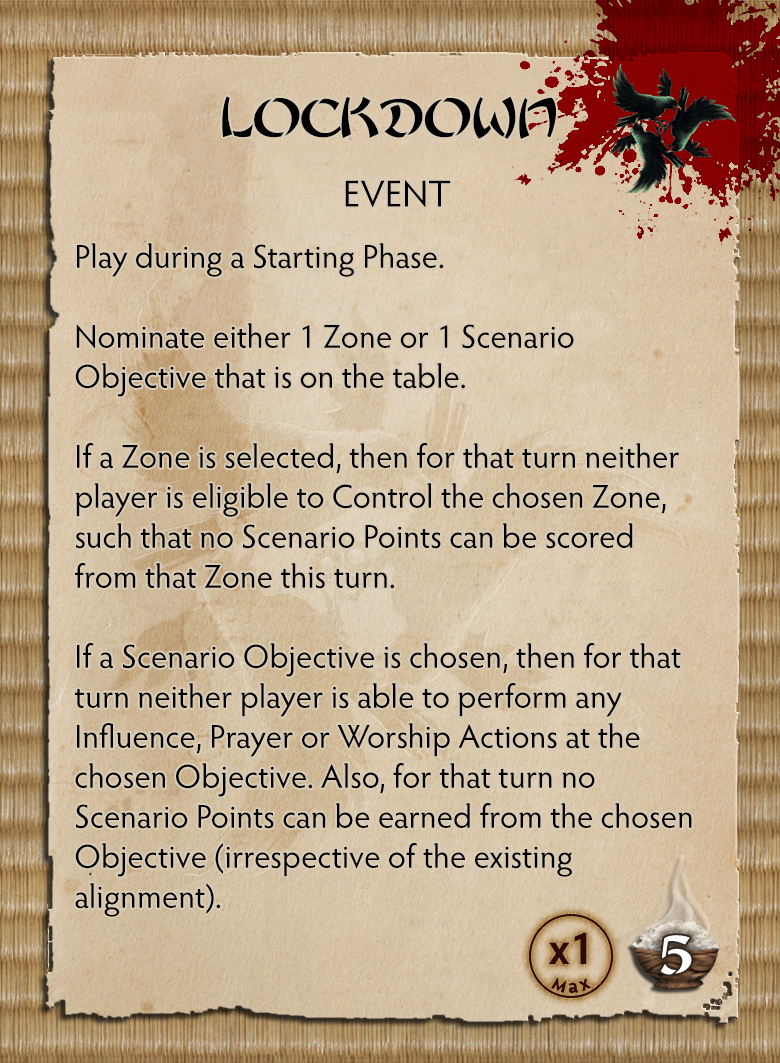 LOCKDOWN
EVENT
Play during a Starting Phase.
Nominate either 1 Zone or 1 Scenario
Objective that is on the table.
If a Zone is selected, then for that turn neither
player is eligible to Control the chosen Zone,
such that no Scenario Points can be scored
from that Zone this turn.
If a Scenario Objective is chosen, then for that
turn neither player is able to perform any
Influence, Prayer or Worship Actions at the
chosen Objective. Also, for that turn no
Scenario Points can be earned from the chosen
Objective (irrespective of the existing
alignment).
x1
Max
5